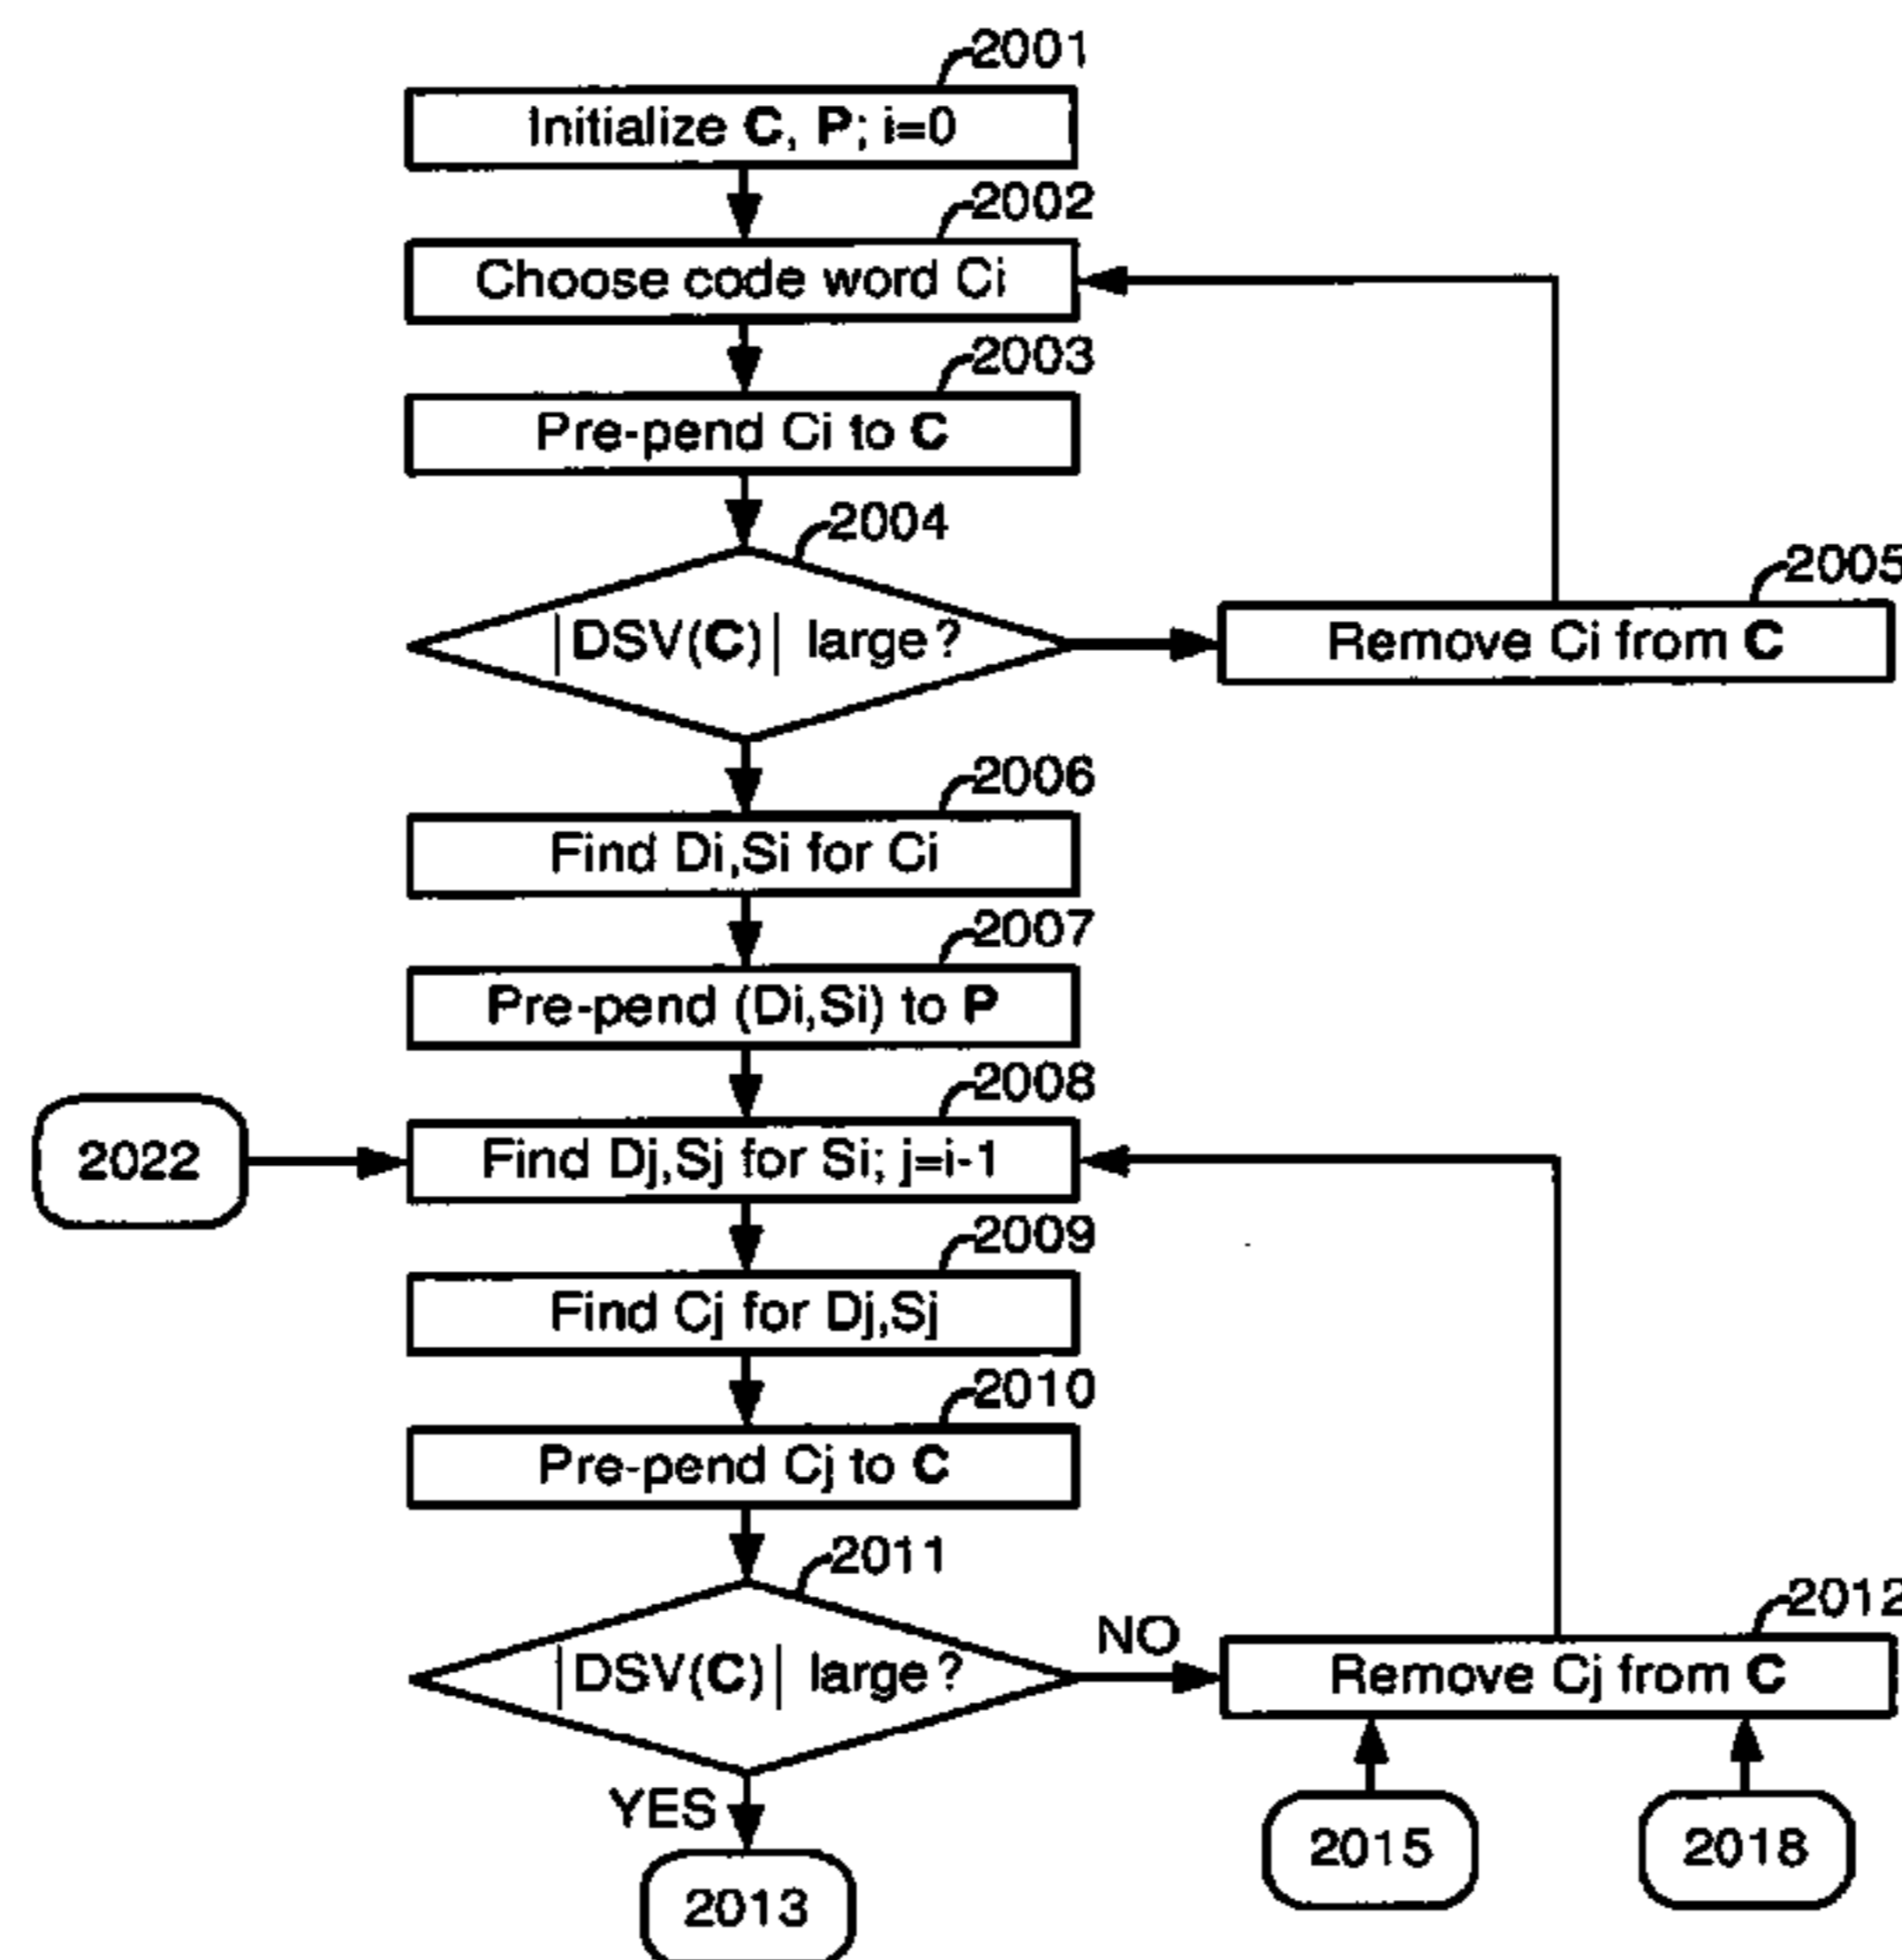 2001
Initialize C, P; i=0
2002
Choose code word Ci
2003
Pre-pend Ci to C
2004
|DSV(C)| large?
2005
Remove Ci from C
2006
Find Di,Si for Ci
2007
Pre-pend (Di,Si) to P
2008
2022
Find Dj,Sj for Si; j=i-1
2009
Find Cj for Dj,Sj
2010
Pre-pend Cj to C
2011
|DSV(C)| large?
NO
2012
Remove Cj from C
YES
2013
2015
2018